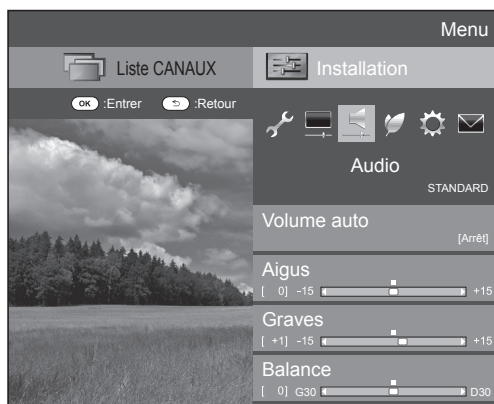 Menu
Liste CANAUX
Installation
OK :Entrer :Retour
Audio
STANDARD
Volume auto
[Arrêt]
Aigus
[ 0] -15 +15
Graves
[ +1] -15 +15
Balance
[ 0] G30 D30